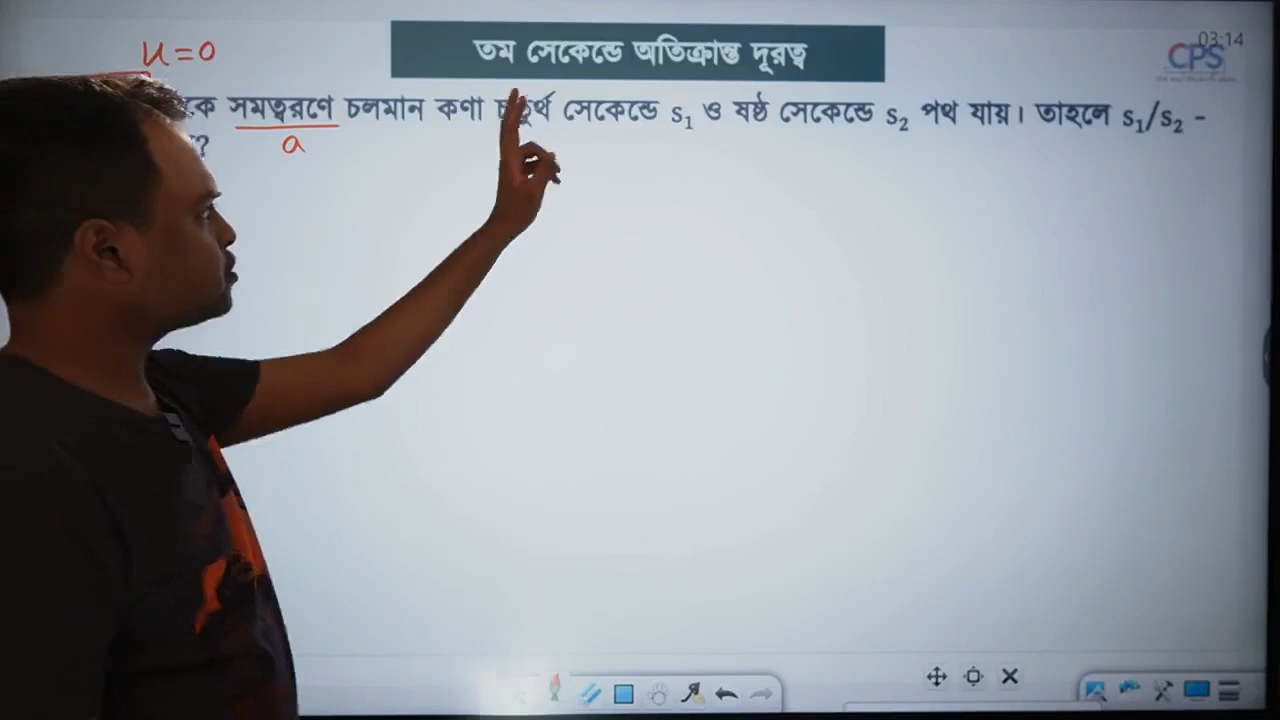 তম সেকেন্ডে অতিক্রান্ত দূরত্ব
03:14
CPS
u=0
কে সমত্বরণে চলমান কণা চতুর্থ সেকেন্ডে s₁ ও ষষ্ঠ সেকেন্ডে s₂ পথ যায়। তাহলে s₁/s₂ -
?
a